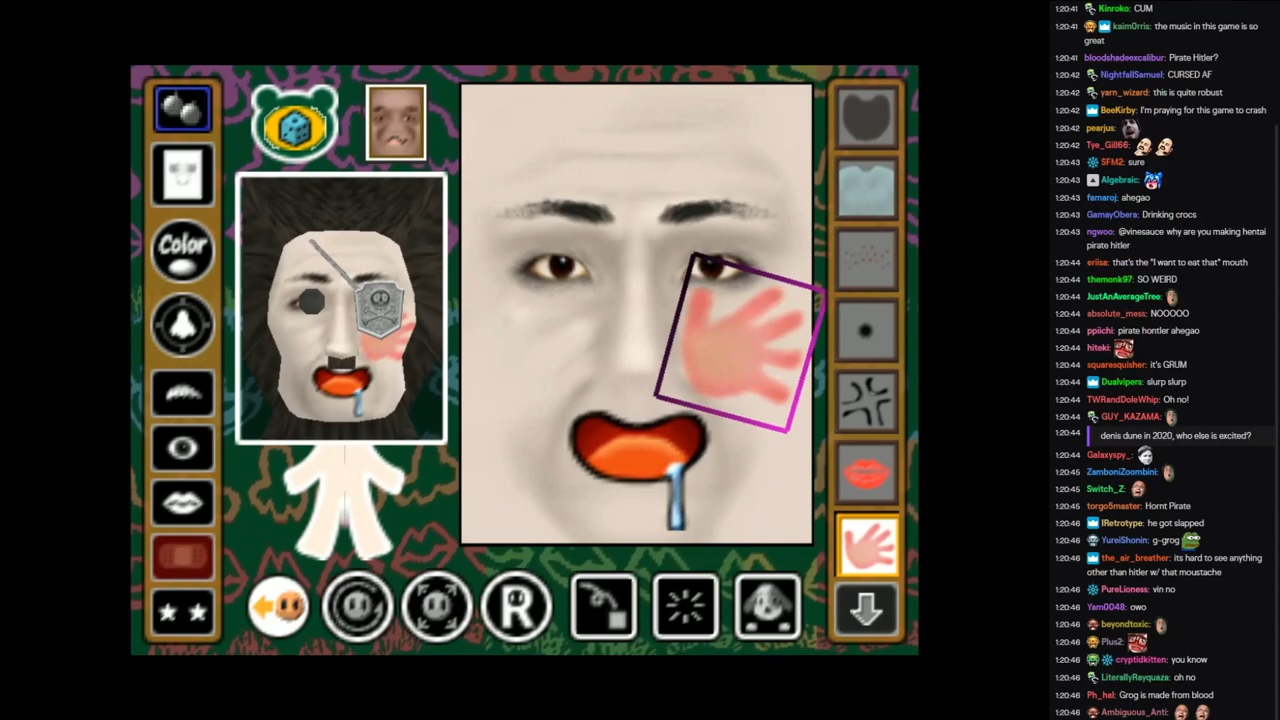 Color
R
1:20:41 Kinroko: CUM
1:20:41 kaim0rris: the music in this game is so
great
1:20:41 bloodshadeexcalibur: Pirate Hitler?
1:20:42 NightfallSamuel: CURSED AF
1:20:42 yarn_wizard: this is quite robust
1:20:42 BeeKirby: I'm praying for this game to crash
1:20:42 pearjus:
1:20:42 Tye_Gill66:
1:20:43 SFM2: sure
1:20:43 Algebraic:
1:20:43 famaroj: ahegao
1:20:43 GamayObera: Drinking crocs
1:20:43 ngwoo: @vinesauce why are you making hentai
pirate hitler
1:20:43 eriisa: that's the "I want to eat that" mouth
1:20:44 themonk97: SO WEIRD
1:20:44 JustAnAverageTree:
1:20:44 absolute_mess: NOOOOO
1:20:44 ppiichi: pirate hontler ahegao
1:20:44 hiteki:
1:20:44 squaresquisher: it's GRUM
1:20:44 Dualvipers: slurp slurp
1:20:44 TWRandDoleWhip: Oh no!
1:20:44 GUY_KAZAMA:
1:20:44 denis dune in 2020, who else is excited?
1:20:44 Galaxyspy_:
1:20:45 ZamboniZoombini:
1:20:45 Switch_Z:
1:20:45 torgo5master: Hornt Pirate
1:20:46 IRetrotype: he got slapped
1:20:46 YureiShonin: g-grog
1:20:46 the_air_breather: its hard to see anything
other than hitler w/ that moustache
1:20:46 PureLioness: vin no
1:20:46 Yam0048: owo
1:20:46 beyondtoxic:
1:20:46 Plus2:
1:20:46 cryptidkitten: you know
1:20:46 LiterallyRayquaza: oh no
1:20:46 Ph_hal: Grog is made from blood
1:20:46 Ambiguous_Anti: